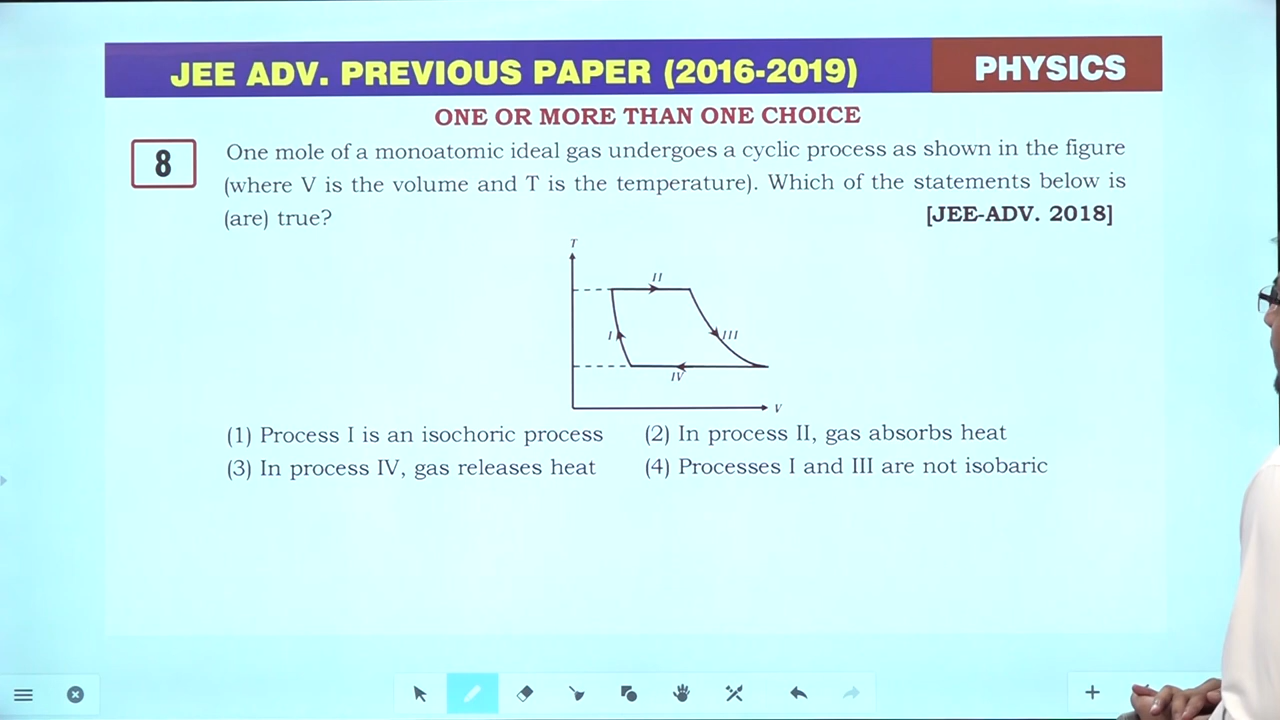 JEE ADV. PREVIOUS PAPER (2016-2019) PHYSICS
ONE OR MORE THAN ONE CHOICE
8 One mole of a monoatomic ideal gas undergoes a cyclic process as shown in the figure
(where V is the volume and T is the temperature). Which of the statements below is
(are) true? [JEE-ADV. 2018]
T
II
I III
IV
V
(1) Process I is an isochoric process (2) In process II, gas absorbs heat
(3) In process IV, gas releases heat (4) Processes I and III are not isobaric